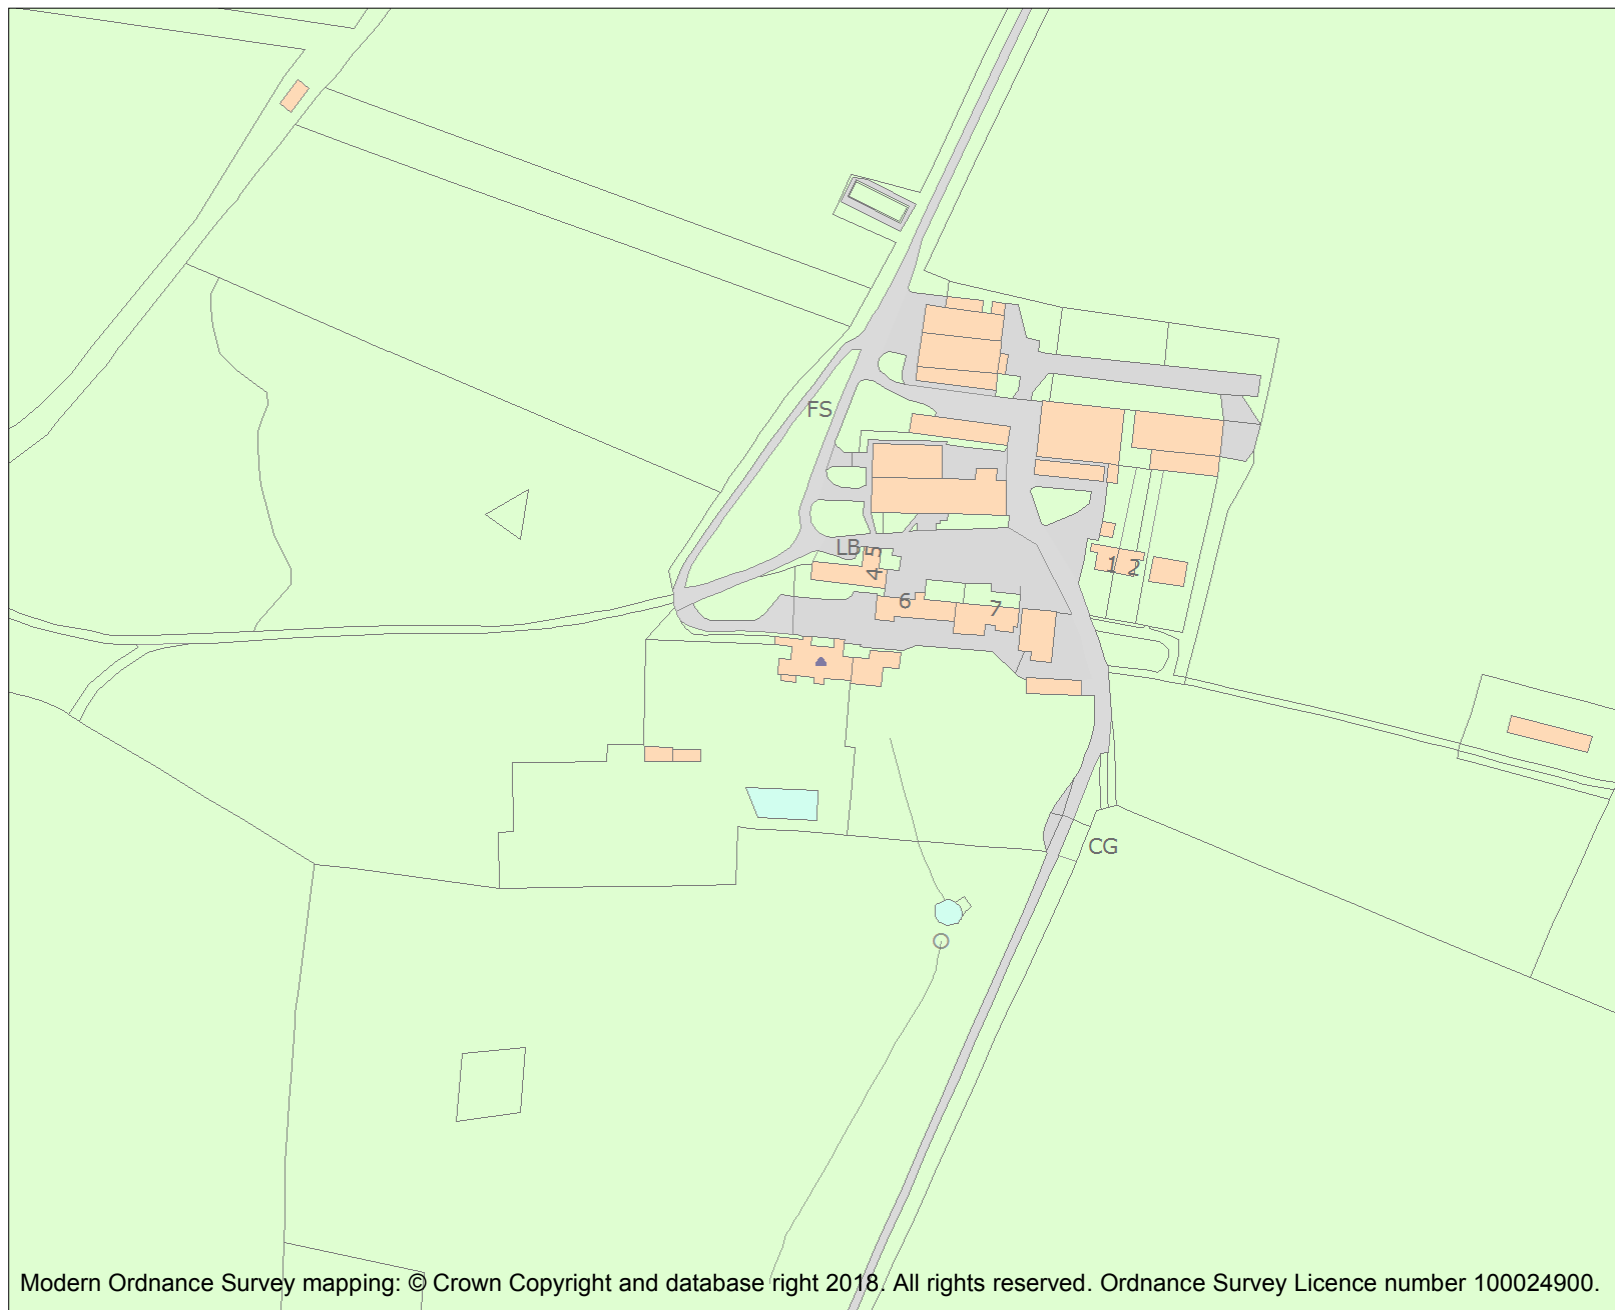 FS
LB
4 5
1 2
6
7
CG
Modern Ordnance Survey mapping: © Crown Copyright and database right 2018. All rights reserved. Ordnance Survey Licence number 100024900.